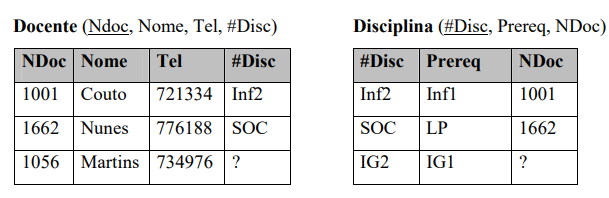 Docente (Ndoc, Nome, Tel, #Disc)
NDoc Nome Tel #Disc
1001 Couto 721334 Inf2
1662 Nunes 776188 SOC
1056 Martins 734976 ?
Disciplina (#Disc, Prereq, NDoc)
#Disc Prereq NDoc
Inf2 Inf1 1001
SOC LP 1662
IG2 IG1 ?